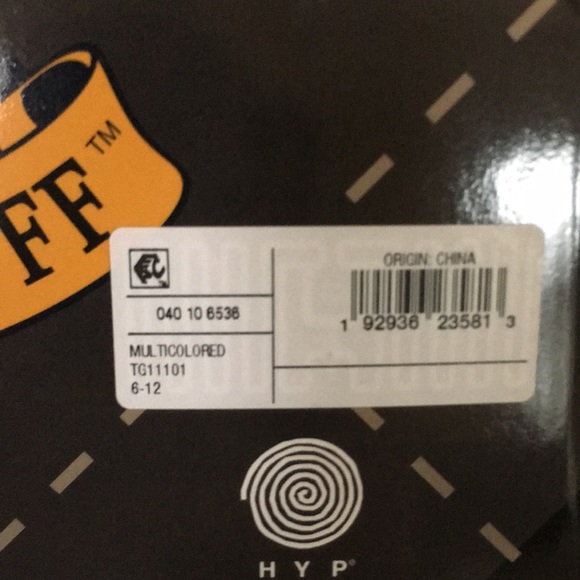 FF™
ORIGIN: CHINA
040 10 6536
1 92936 23581 3
MULTICOLORED
TG11101
6-12
HYP®